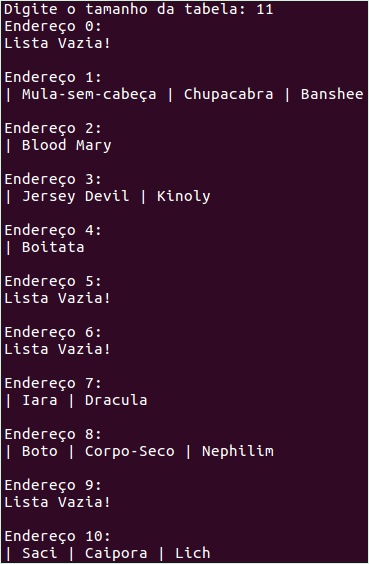 Digite o tamanho da tabela: 11
Endereço 0:
Lista Vazia!
Endereço 1:
| Mula-sem-cabeça | Chupacabra | Banshee
Endereço 2:
| Blood Mary
Endereço 3:
| Jersey Devil | Kinoly
Endereço 4:
| Boitata
Endereço 5:
Lista Vazia!
Endereço 6:
Lista Vazia!
Endereço 7:
| Iara | Dracula
Endereço 8:
| Boto | Corpo-Seco | Nephilim
Endereço 9:
Lista Vazia!
Endereço 10:
| Saci | Caipora | Lich